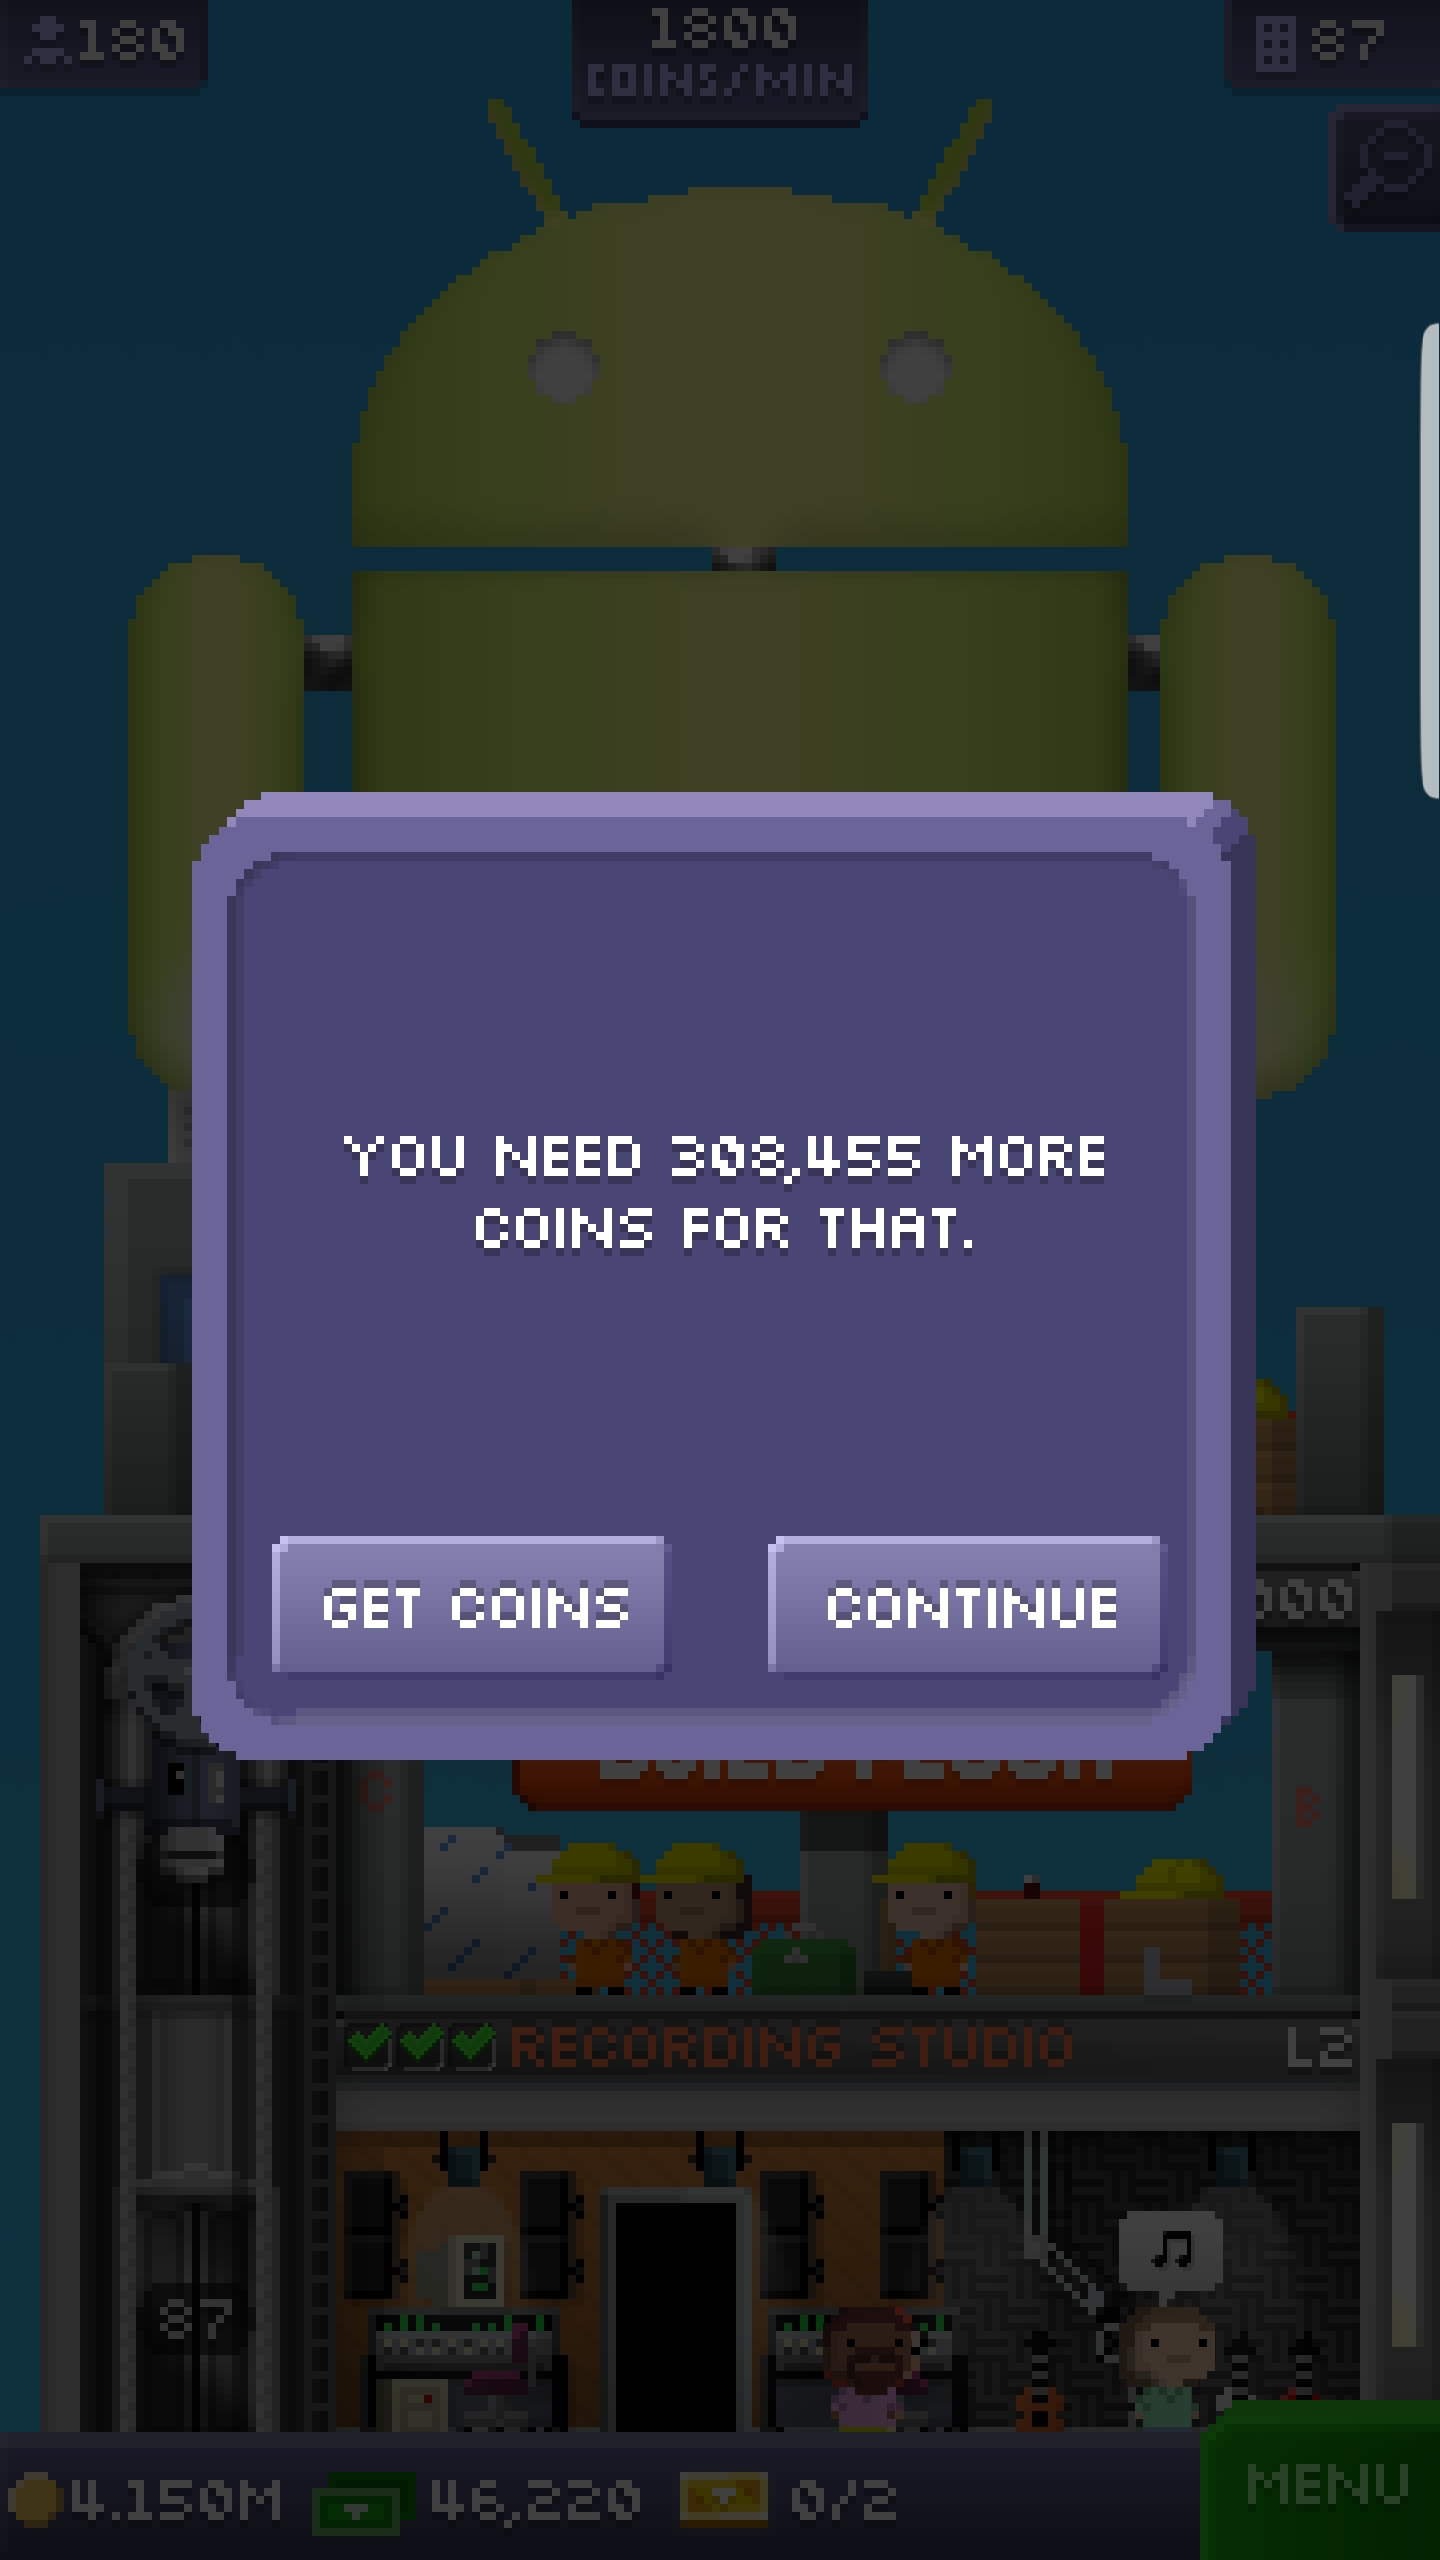 180
1800
COINS/MIN
87
YOU NEED 308,455 MORE
COINS FOR THAT.
GET COINS
CONTINUE
000
C
B
RECORDING STUDIO
L2
87
4.150M
46,220
0/2
MENU